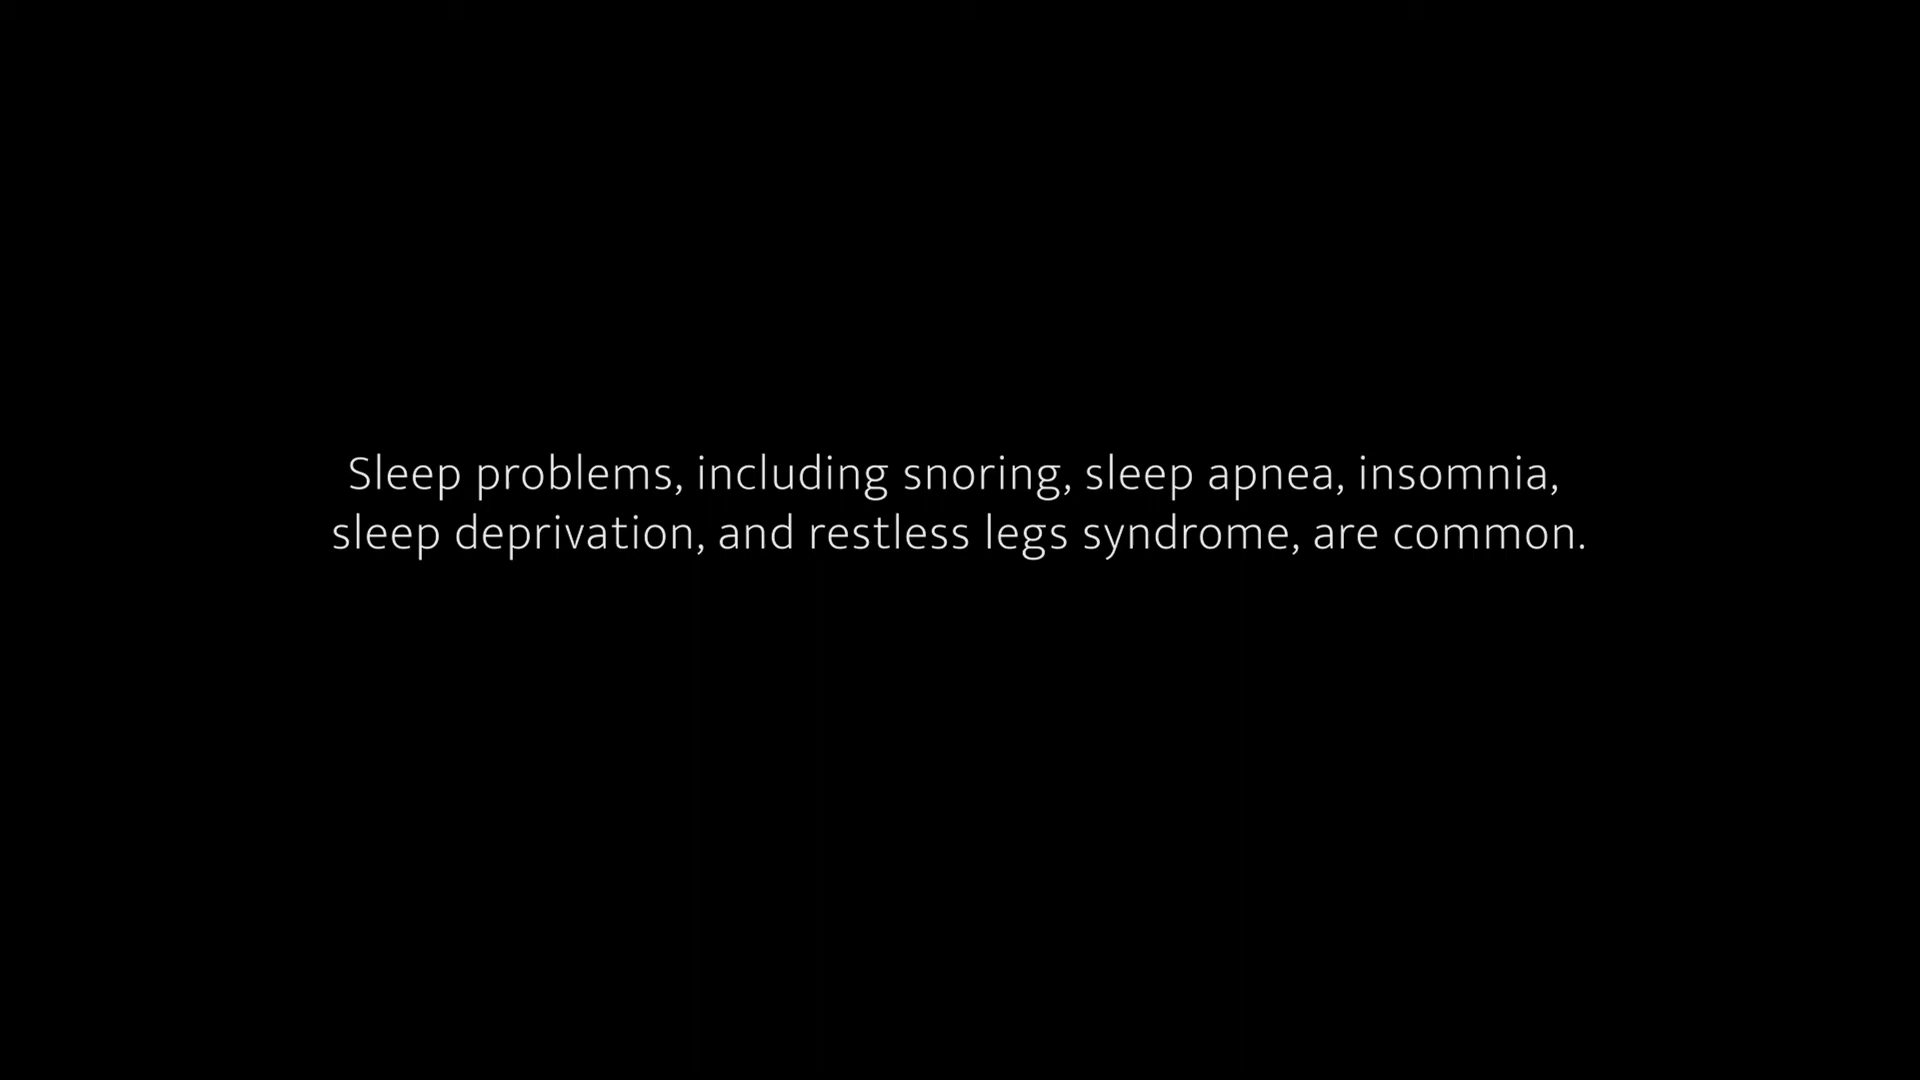 Sleep problems, including snoring, sleep apnea, insomnia,
sleep deprivation, and restless legs syndrome, are common.